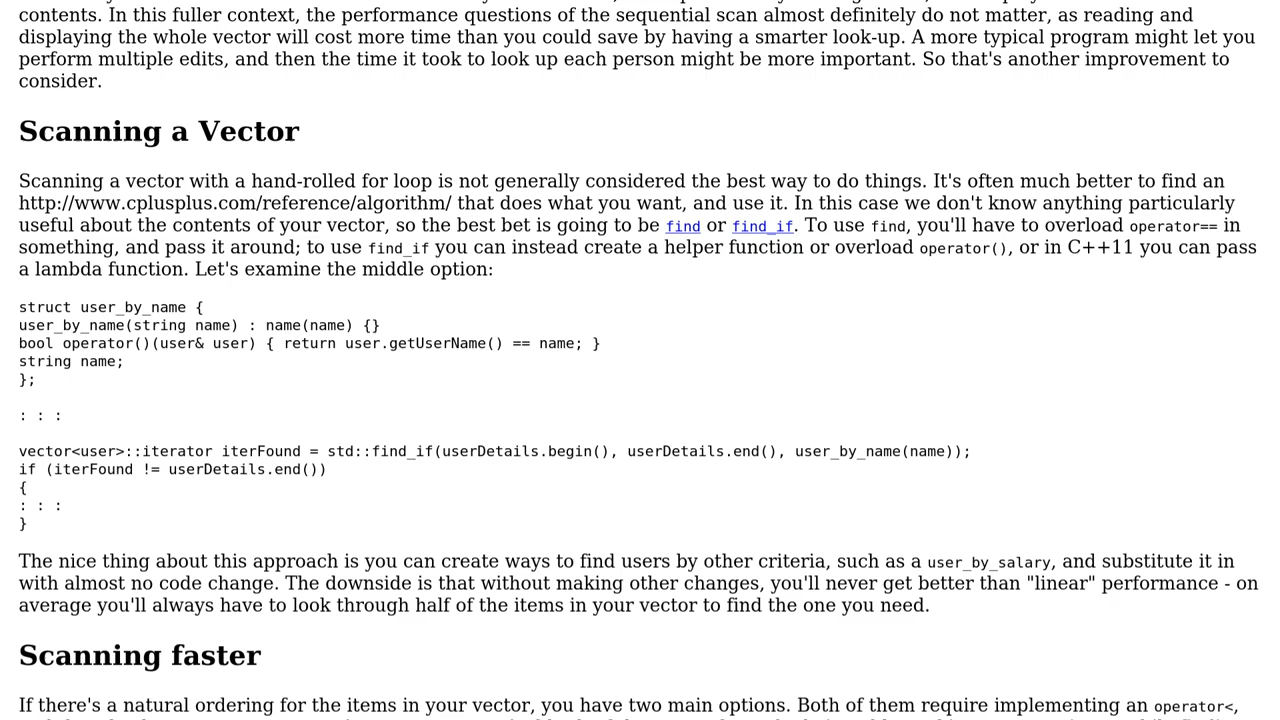 contents. In this fuller context, the performance questions of the sequential scan almost definitely do not matter, as reading and
displaying the whole vector will cost more time than you could save by having a smarter look-up. A more typical program might let you
perform multiple edits, and then the time it took to look up each person might be more important. So that's another improvement to
consider.
Scanning a Vector
Scanning a vector with a hand-rolled for loop is not generally considered the best way to do things. It's often much better to find an
http://www.cplusplus.com/reference/algorithm/ that does what you want, and use it. In this case we don't know anything particularly
useful about the contents of your vector, so the best bet is going to be find or find_if. To use find, you'll have to overload operator== in
something, and pass it around; to use find_if you can instead create a helper function or overload operator(), or in C++11 you can pass
a lambda function. Let's examine the middle option:
struct user_by_name {
user_by_name(string name) : name(name) {}
bool operator()(user& user) { return user.getUserName() == name; }
string name;
};
: : :
vector<user>::iterator iterFound = std::find_if(userDetails.begin(), userDetails.end(), user_by_name(name));
if (iterFound != userDetails.end())
{
: : :
}
The nice thing about this approach is you can create ways to find users by other criteria, such as a user_by_salary, and substitute it in
with almost no code change. The downside is that without making other changes, you'll never get better than "linear" performance - on
average you'll always have to look through half of the items in your vector to find the one you need.
Scanning faster
If there's a natural ordering for the items in your vector, you have two main options. Both of them require implementing an operator<,